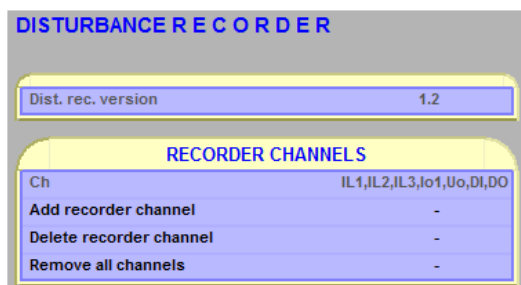 DISTURBANCE R E C O R D E R
Dist. rec. version 1.2
RECORDER CHANNELS
Ch IL1,IL2,IL3,Io1,Uo,DI,DO
Add recorder channel -
Delete recorder channel -
Remove all channels -